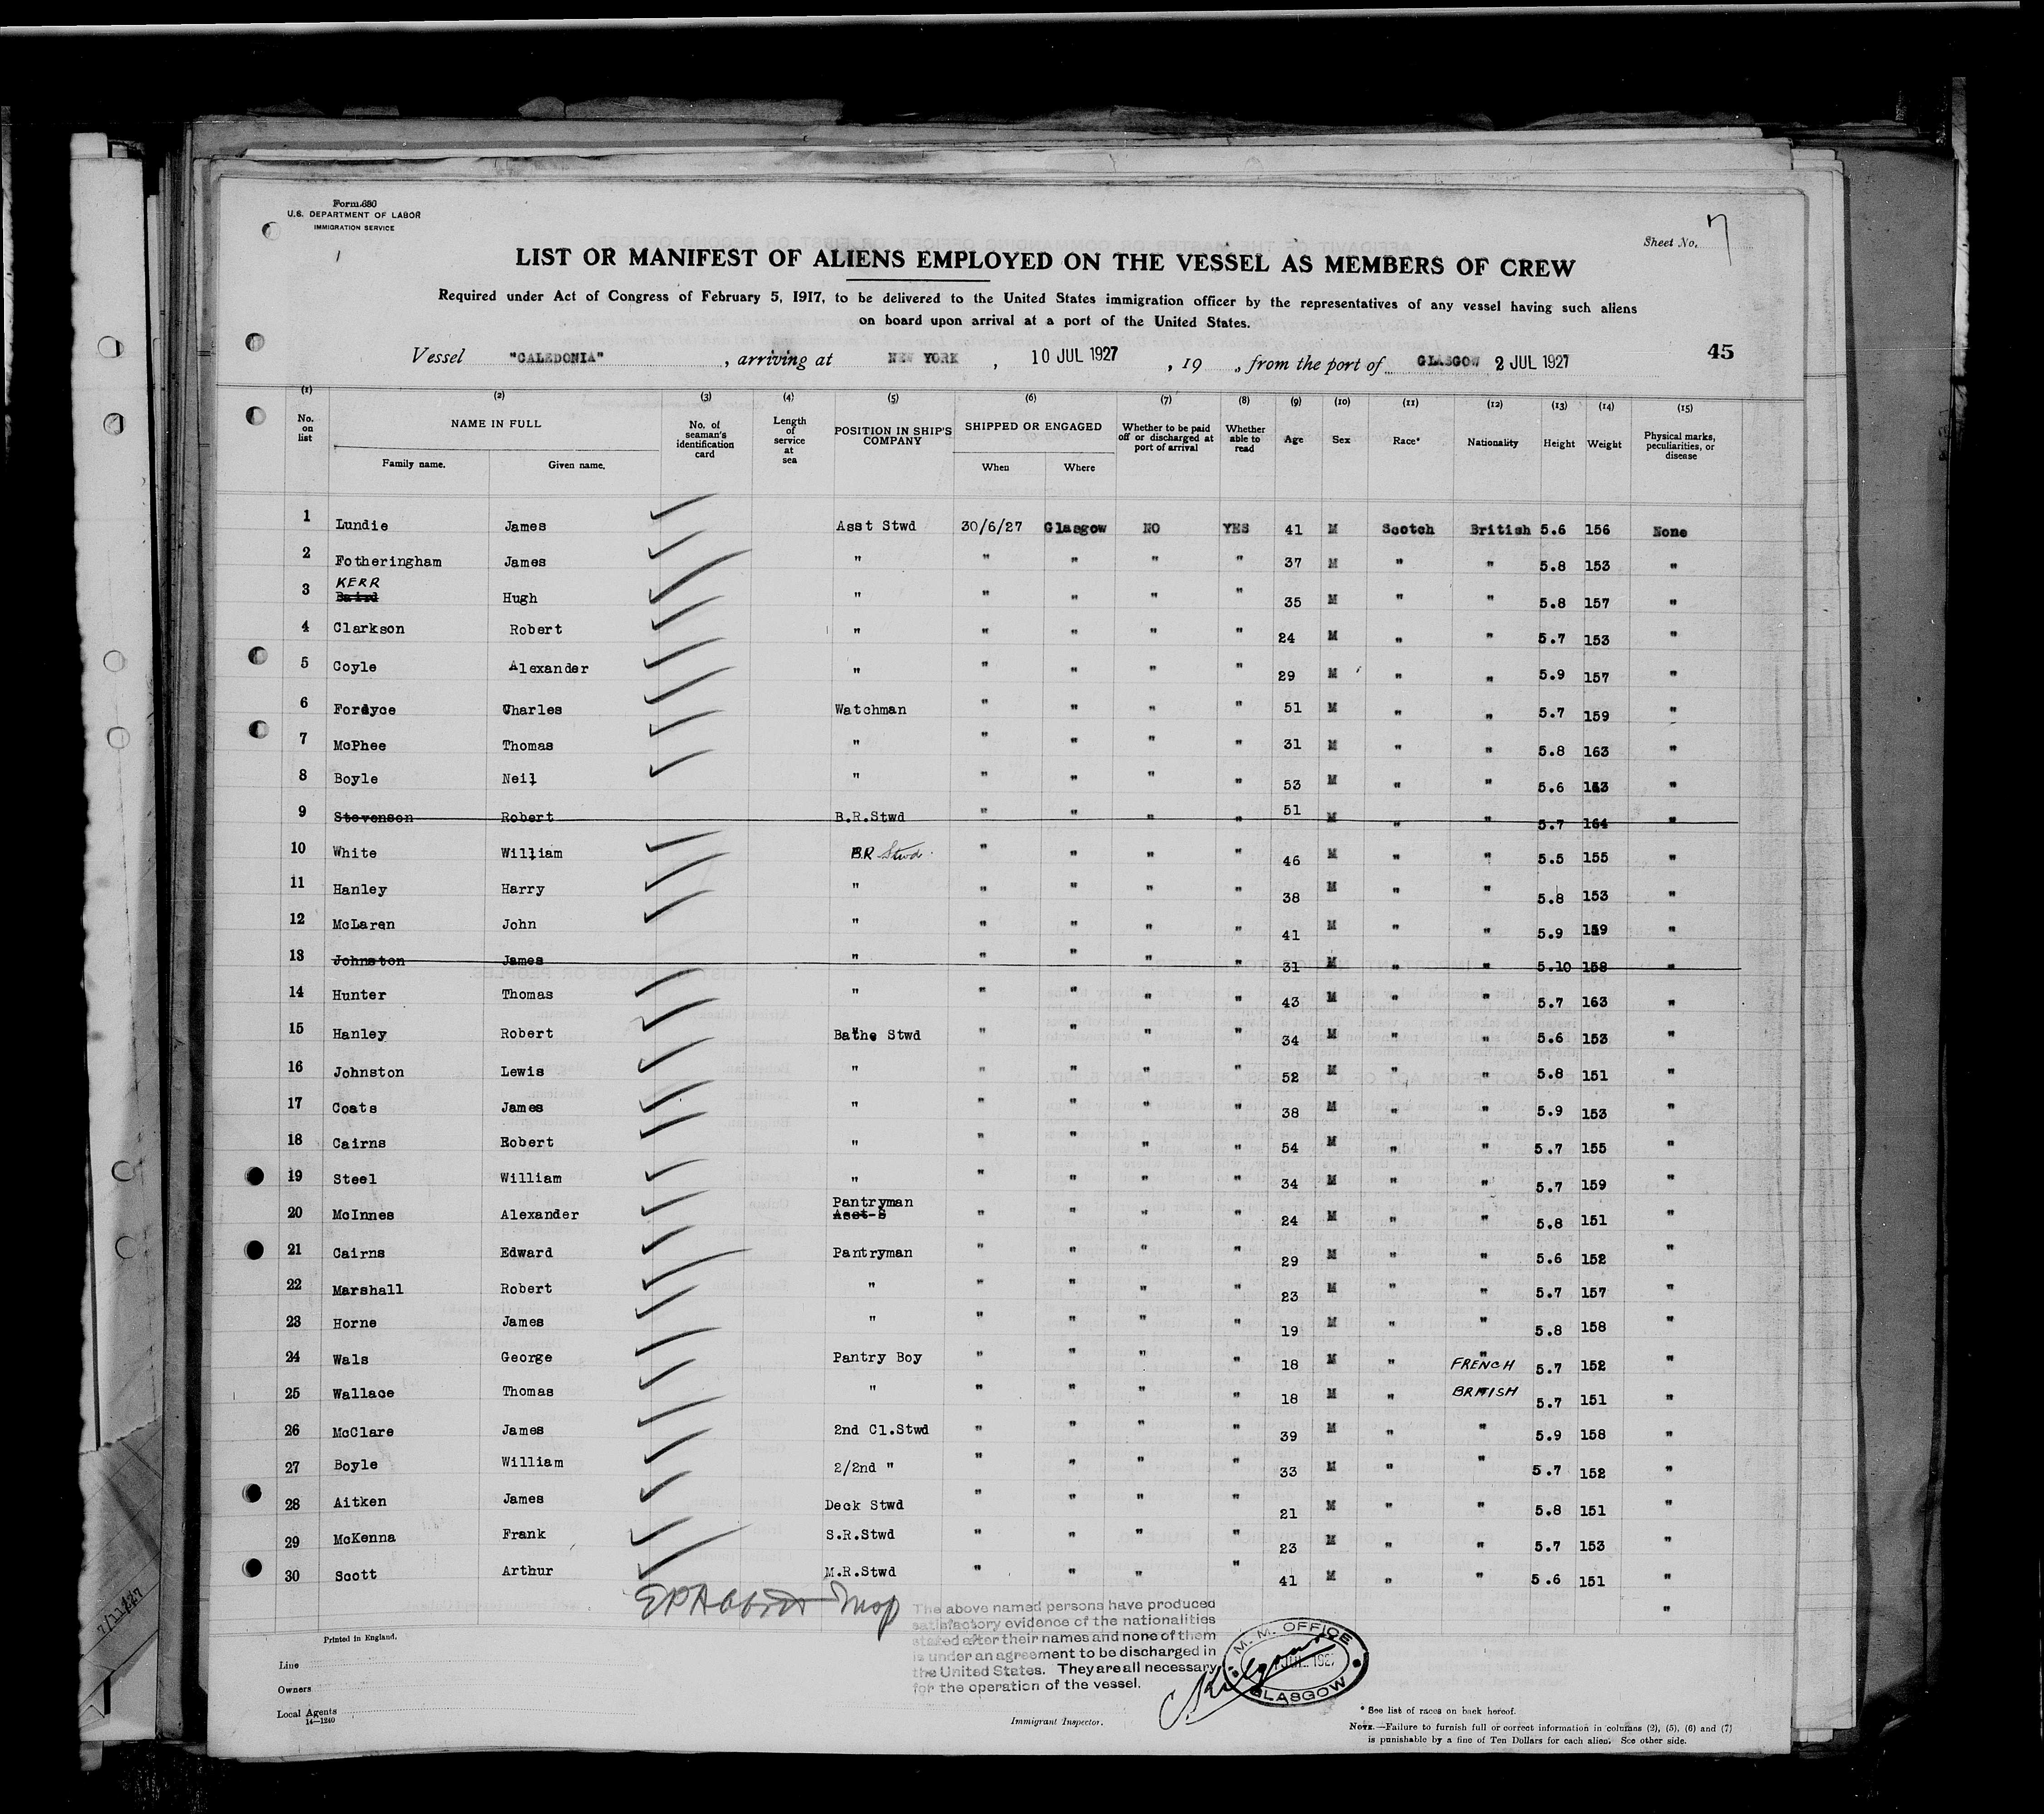 Form 680
U.S. DEPARTMENT OF LABOR
IMMIGRATION SERVICE
Sheet No. 7
LIST OR MANIFEST OF ALIENS EMPLOYED ON THE VESSEL AS MEMBERS OF CREW
Required under Act of Congress of February 5, 1917, to be delivered to the United States immigration officer by the representatives of any vessel having such aliens
on board upon arrival at a port of the United States.
Vessel "CALEDONIA", arriving at NEW YORK, 10 JUL 1927, 19 , from the port of GLASGOW 2 JUL 1927 45
(1) (2) (3) (4) (5) (6) (7) (8) (9) (10) (11) (12) (13) (14) (15)
No. on list NAME IN FULL Family name. Given name. No. of seaman's identification card Length of service at sea POSITION IN SHIP'S COMPANY SHIPPED OR ENGAGED When Where Whether to be paid off or discharged at port of arrival Whether able to read Age Sex Race* Nationality Height Weight Physical marks, peculiarities, or disease
1 Lundie James Asst Stwd 30/6/27 Glasgow NO YES 41 M Scotch British 5.6 156 None
2 Fotheringham James " " " " " 37 M " " 5.8 153 "
3 KERR Baird Hugh " " " " " 35 M " " 5.8 157 "
4 Clarkson Robert " " " " " 24 M " " 5.7 153 "
5 Coyle Alexander " " " " " 29 M " " 5.9 157 "
6 Fordyce Charles Watchman " " " " 51 M " " 5.7 159 "
7 McPhee Thomas " " " " " 31 M " " 5.8 163 "
8 Boyle Neil " " " " " 53 M " " 5.6 "
9 Stevenson Robert B.R.Stwd " " " " 51 M " " 5.7 164 "
10 White William B.R Stwd. " " " " 46 M " " 5.5 155 "
11 Hanley Harry " " " " " 38 M " " 5.8 153 "
12 McLaren John " " " " " 41 M " " 5.9 "
13 Johnston James " " " " " 31 M " " 5.10 158 "
14 Hunter Thomas " " " " " 43 M " " 5.7 163 "
15 Hanley Robert Bathe Stwd " " " " 34 M " " 5.6 153 "
16 Johnston Lewis " " " " " 52 M " " 5.8 151 "
17 Coats James " " " " " 38 M " " 5.9 153 "
18 Cairns Robert " " " " " 54 M " " 5.7 155 "
19 Steel William " " " " " 34 M " " 5.7 159 "
20 McInnes Alexander Pantryman Asst-S " " " " 24 M " " 5.8 151 "
21 Cairns Edward Pantryman " " " " 29 M " " 5.6 152 "
22 Marshall Robert " " " " " 23 M " " 5.7 157 "
23 Horne James " " " " " 19 M " " 5.8 158 "
24 Wals George Pantry Boy " " " " 18 M " " FRENCH 5.7 152 "
25 Wallace Thomas " " " " " 18 M " BRITISH 5.7 151 "
26 McClare James 2nd Cl.Stwd " " " " 39 M " " 5.9 158 "
27 Boyle William 2/2nd " " " " " 33 M " " 5.7 152 "
28 Aitken James Deck Stwd " " " " 21 M " " 5.8 151 "
29 McKenna Frank S.R.Stwd " " " " 23 M " " 5.7 153 "
30 Scott Arthur M.R.Stwd " " " " 41 M " " 5.6 151 "
"
The above named persons have produced
satisfactory evidence of the nationalities
stated after their names and none of them
is under an agreement to be discharged in
the United States. They are all necessary
for the operation of the vessel.
M. M. OFFICE
JUL 1927
GLASGOW
Printed in England.
Line
Owners
Local Agents
14—1240
Immigrant Inspector.
* See list of races on back hereof.
NOTE.—Failure to furnish full or correct information in columns (2), (5), (6) and (7)
is punishable by a fine of Ten Dollars for each alien. See other side.